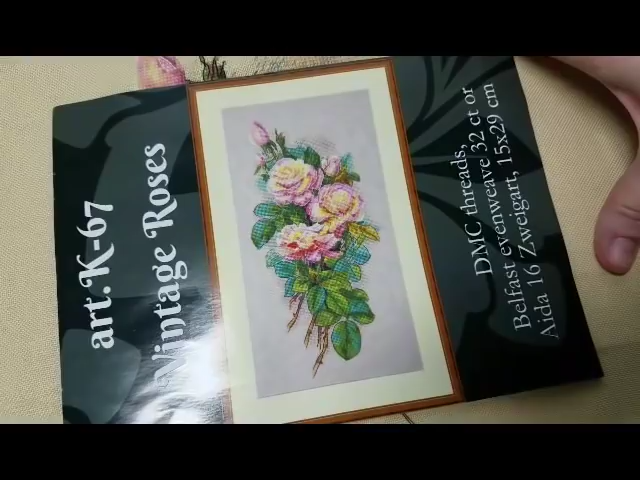 art.K-67
Vintage Roses
DMC threads,
Belfast evenweave 32 ct or
Aida 16 Zweigart, 15x29 cm